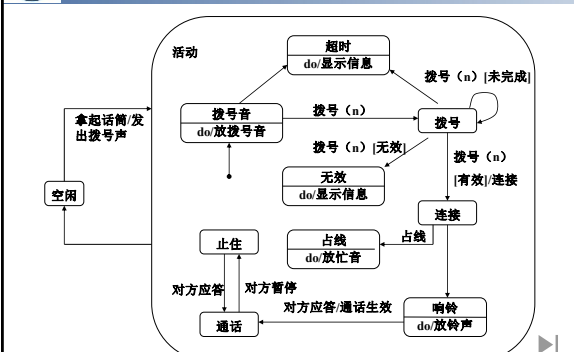 活动
超时
do/显示信息
拿起话筒/发
出拨号声
拨号音
do/放拨号音
拨号（n）
拨号（n）[未完成]
拨号
拨号（n）[无效]
拨号（n）
[有效]/连接
无效
do/显示信息
空闲
连接
止住
占线
do/放忙音
占线
对方应答
对方暂停
对方应答/通话生效
通话
响铃
do/放铃声